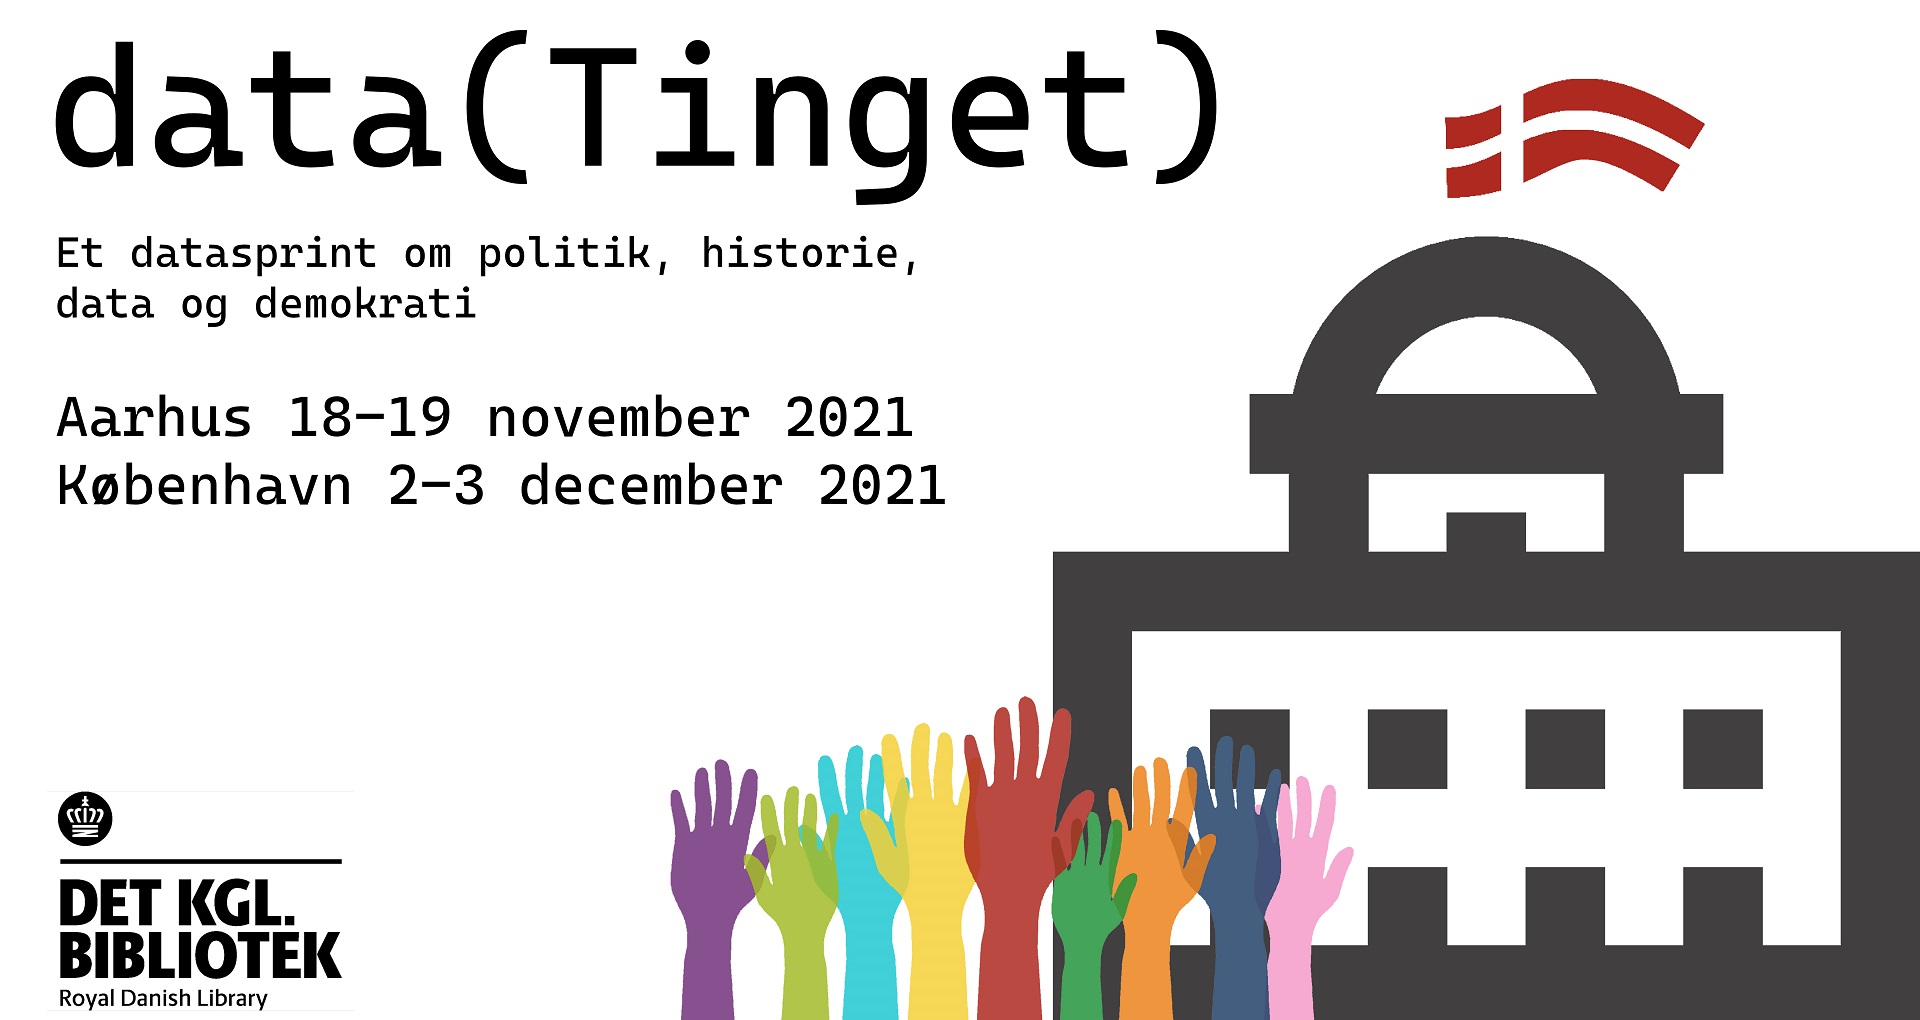 data(Tinget)
Et datasprint om politik, historie,
data og demokrati
Aarhus 18–19 november 2021
København 2–3 december 2021
DET KGL.
BIBLIOTEK
Royal Danish Library